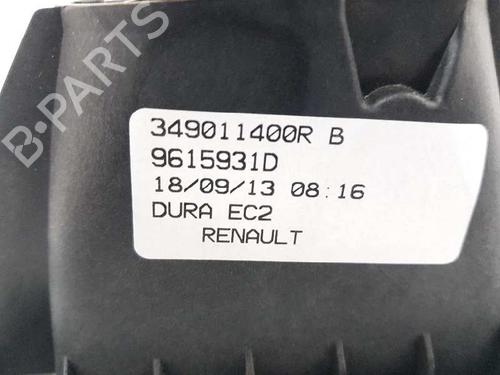 B-PARTS
349011400R B
9615931D
18/09/13 08:16
DURA EC2
RENAULT